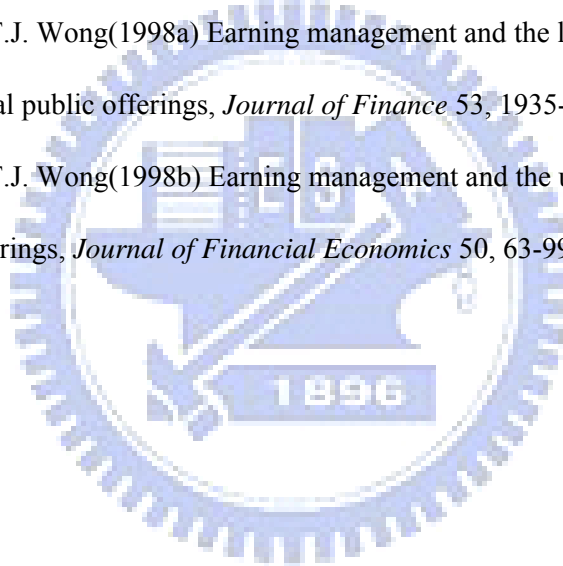 T.J. Wong(1998a) Earning management and the l
al public offerings, Journal of Finance 53, 1935-
T.J. Wong(1998b) Earning management and the u
rings, Journal of Financial Economics 50, 63-99
1896